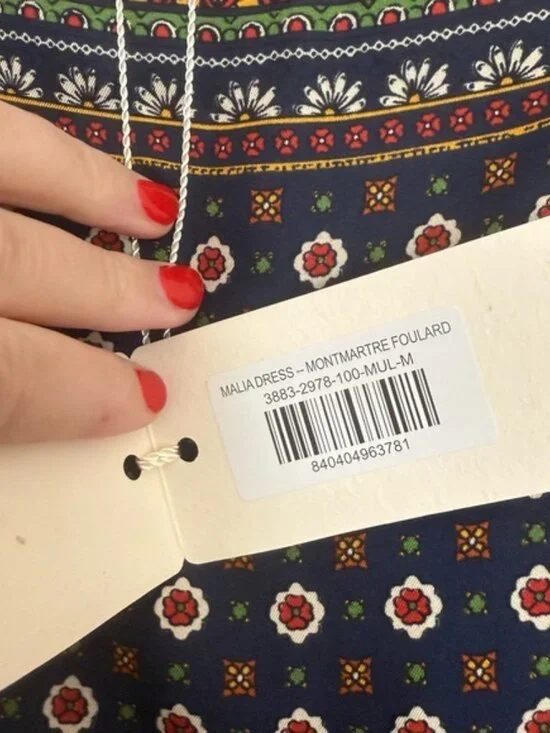 MALIA DRESS – MONTMARTRE FOULARD
3883-2978-100-MUL-M
840404963781